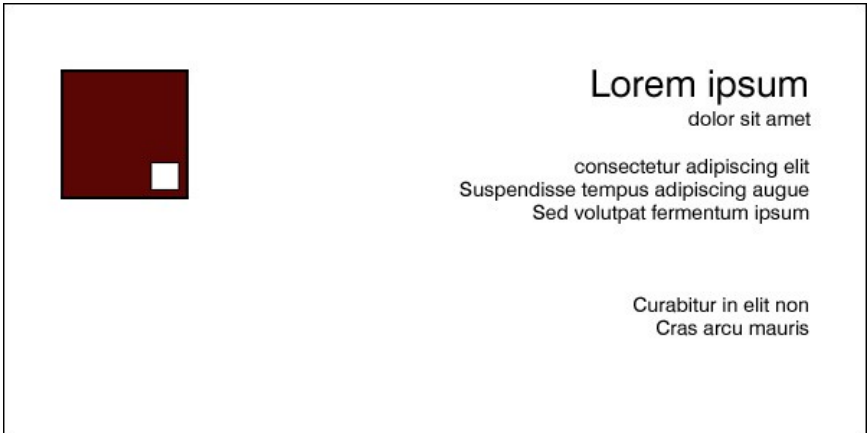 Lorem ipsum
dolor sit amet
consectetur adipiscing elit
Suspendisse tempus adipiscing augue
Sed volutpat fermentum ipsum
Curabitur in elit non
Cras arcu mauris